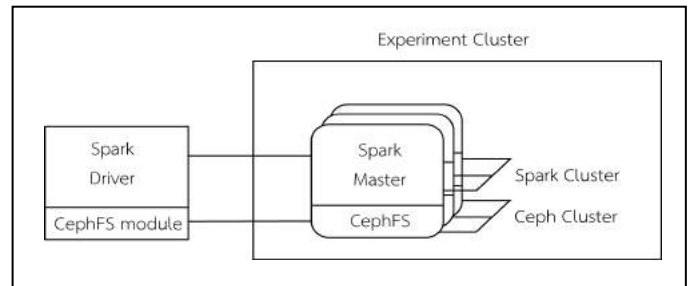 Experiment Cluster
Spark
Driver
CephFS module
Spark
Master
CephFS
Spark Cluster
Ceph Cluster